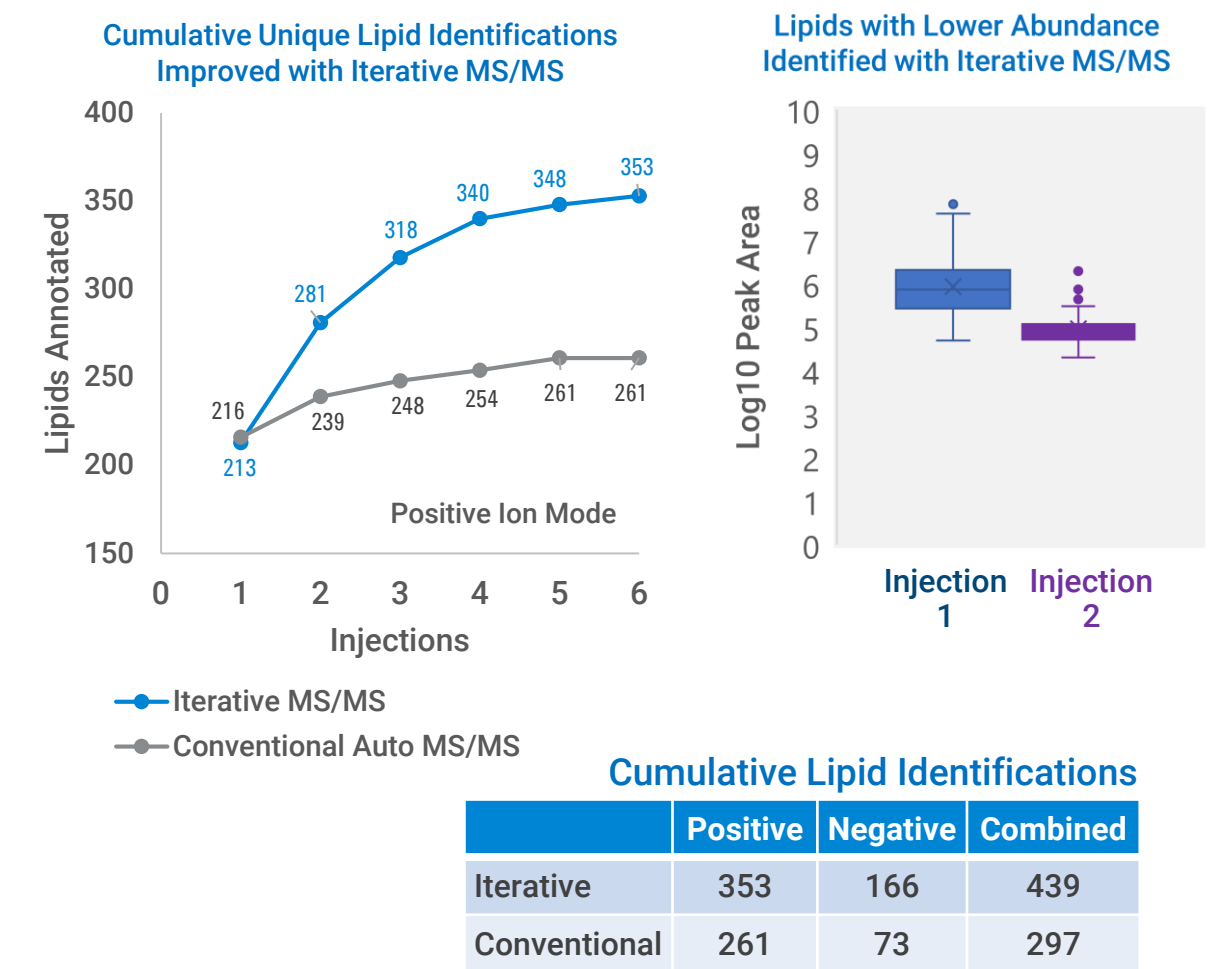 Cumulative Unique Lipid Identifications
Improved with Iterative MS/MS
400
350
300
250
200
150
Lipids Annotated
213
281
318
340
348
353
216
239
248
254
261
261
Positive Ion Mode
0 1 2 3 4 5 6
Injections
Iterative MS/MS
Conventional Auto MS/MS
Lipids with Lower Abundance
Identified with Iterative MS/MS
10
9
8
7
6
5
4
3
2
1
0
Log10 Peak Area
Injection 1
Injection 2
Cumulative Lipid Identifications
Positive Negative Combined
Iterative 353 166 439
Conventional 261 73 297